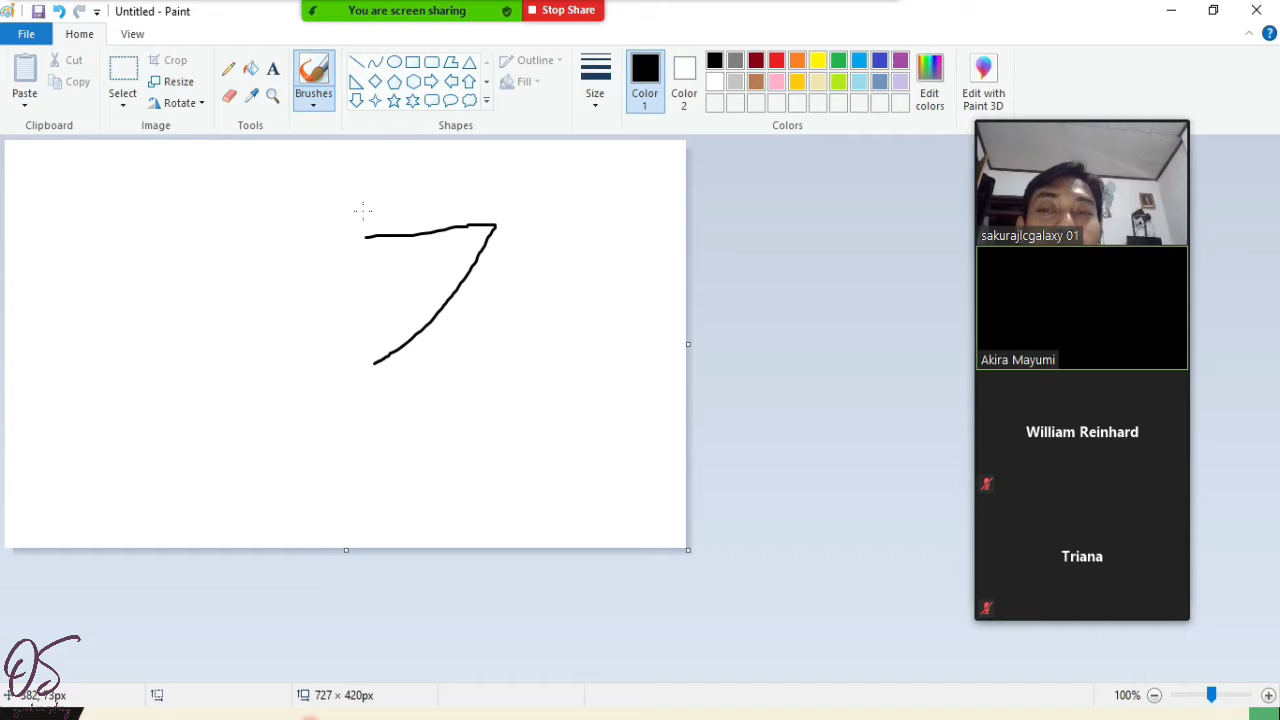 Untitled - Paint
You are screen sharing
Stop Share
File
Home
View
Paste
Cut
Copy
Clipboard
Select
Crop
Resize
Rotate
Image
A
Tools
Brushes
Outline
Fill
Shapes
Size
Color
1
Color
2
Edit
colors
Edit with
Paint 3D
Colors
フ
sakurajlcgalaxy 01
Akira Mayumi
William Reinhard
Triana
OS
727 × 420px
100%